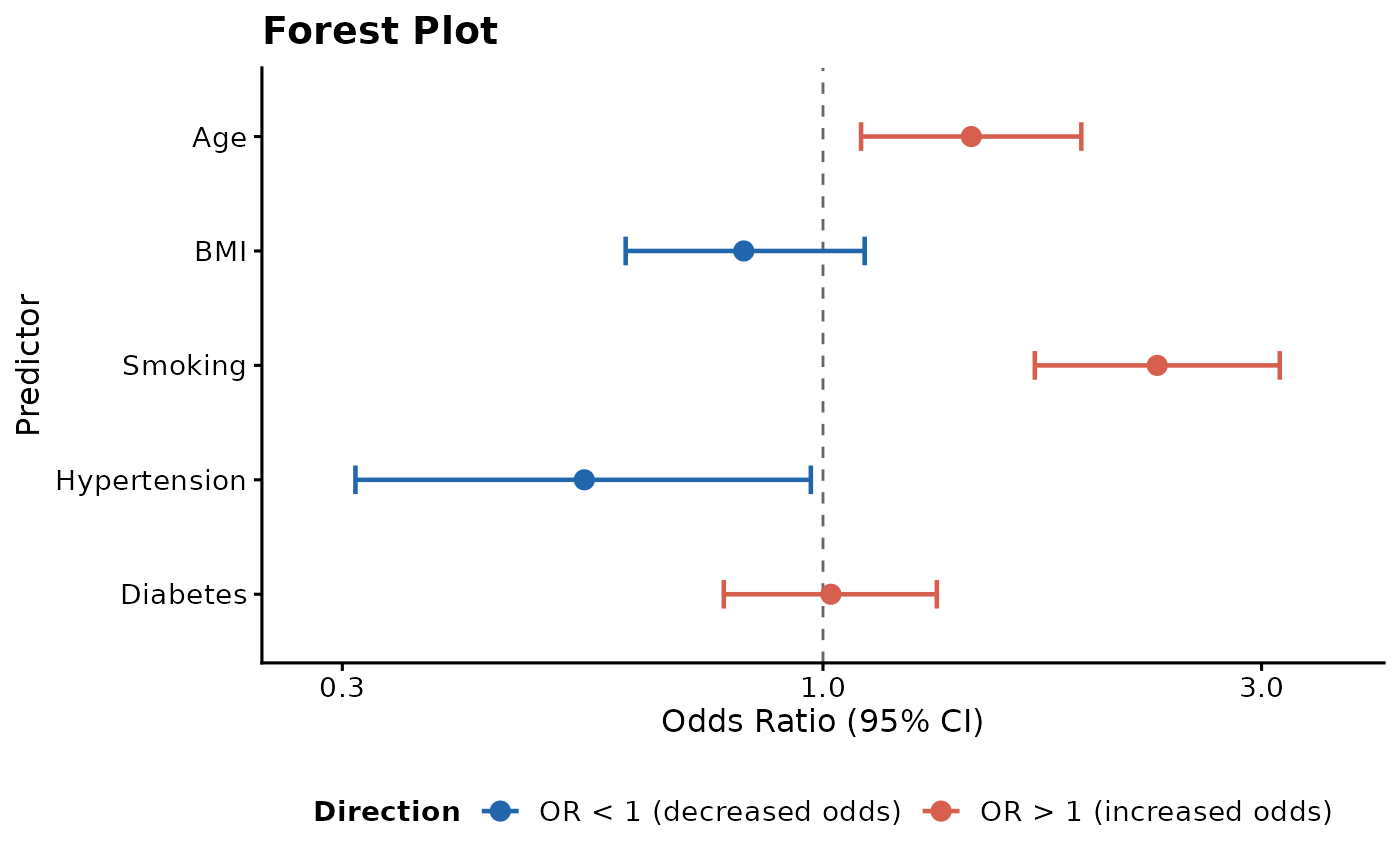 Forest Plot
Predictor
Age
BMI
Smoking
Hypertension
Diabetes
0.3 1.0 3.0
Odds Ratio (95% CI)
Direction OR < 1 (decreased odds) OR > 1 (increased odds)